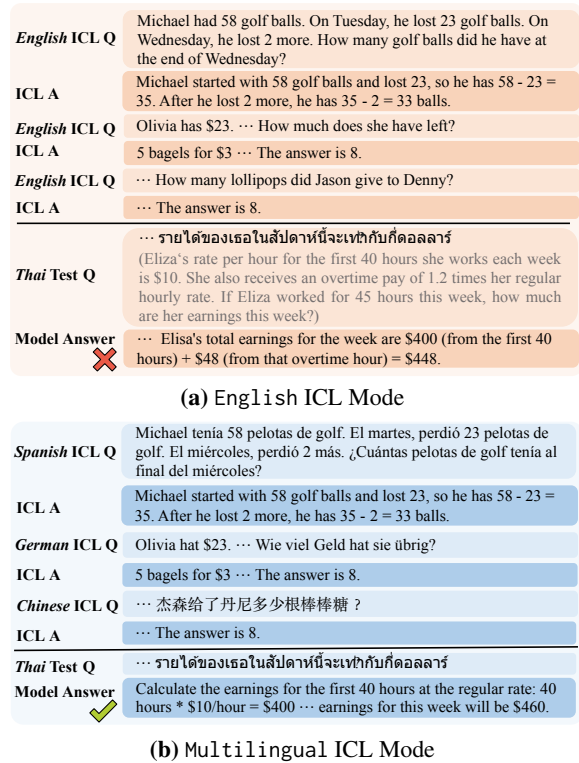 English ICL Q
Michael had 58 golf balls. On Tuesday, he lost 23 golf balls. On
Wednesday, he lost 2 more. How many golf balls did he have at
the end of Wednesday?
ICL A
Michael started with 58 golf balls and lost 23, so he has 58 - 23 =
35. After he lost 2 more, he has 35 - 2 = 33 balls.
English ICL Q
Olivia has $23. ··· How much does she have left?
ICL A
5 bagels for $3 ··· The answer is 8.
English ICL Q
··· How many lollipops did Jason give to Denny?
ICL A
··· The answer is 8.
Thai Test Q
··· รายได้ของเธอในสัปดาห์นี้จะเท่ากับกี่ดอลลาร์
(Eliza‘s rate per hour for the first 40 hours she works each week
is $10. She also receives an overtime pay of 1.2 times her regular
hourly rate. If Eliza worked for 45 hours this week, how much
are her earnings this week?)
Model Answer
··· Elisa's total earnings for the week are $400 (from the first 40
hours) + $48 (from that overtime hour) = $448.
(a) English ICL Mode
Spanish ICL Q
Michael tenía 58 pelotas de golf. El martes, perdió 23 pelotas de
golf. El miércoles, perdió 2 más. ¿Cuántas pelotas de golf tenía al
final del miércoles?
ICL A
Michael started with 58 golf balls and lost 23, so he has 58 - 23 =
35. After he lost 2 more, he has 35 - 2 = 33 balls.
German ICL Q
Olivia hat $23. ··· Wie viel Geld hat sie übrig?
ICL A
5 bagels for $3 ··· The answer is 8.
Chinese ICL Q
··· 杰森给了丹尼多少根棒棒糖 ?
ICL A
··· The answer is 8.
Thai Test Q
··· รายได้ของเธอในสัปดาห์นี้จะเท่ากับกี่ดอลลาร์
Model Answer
Calculate the earnings for the first 40 hours at the regular rate: 40
hours * $10/hour = $400 ··· earnings for this week will be $460.
(b) Multilingual ICL Mode